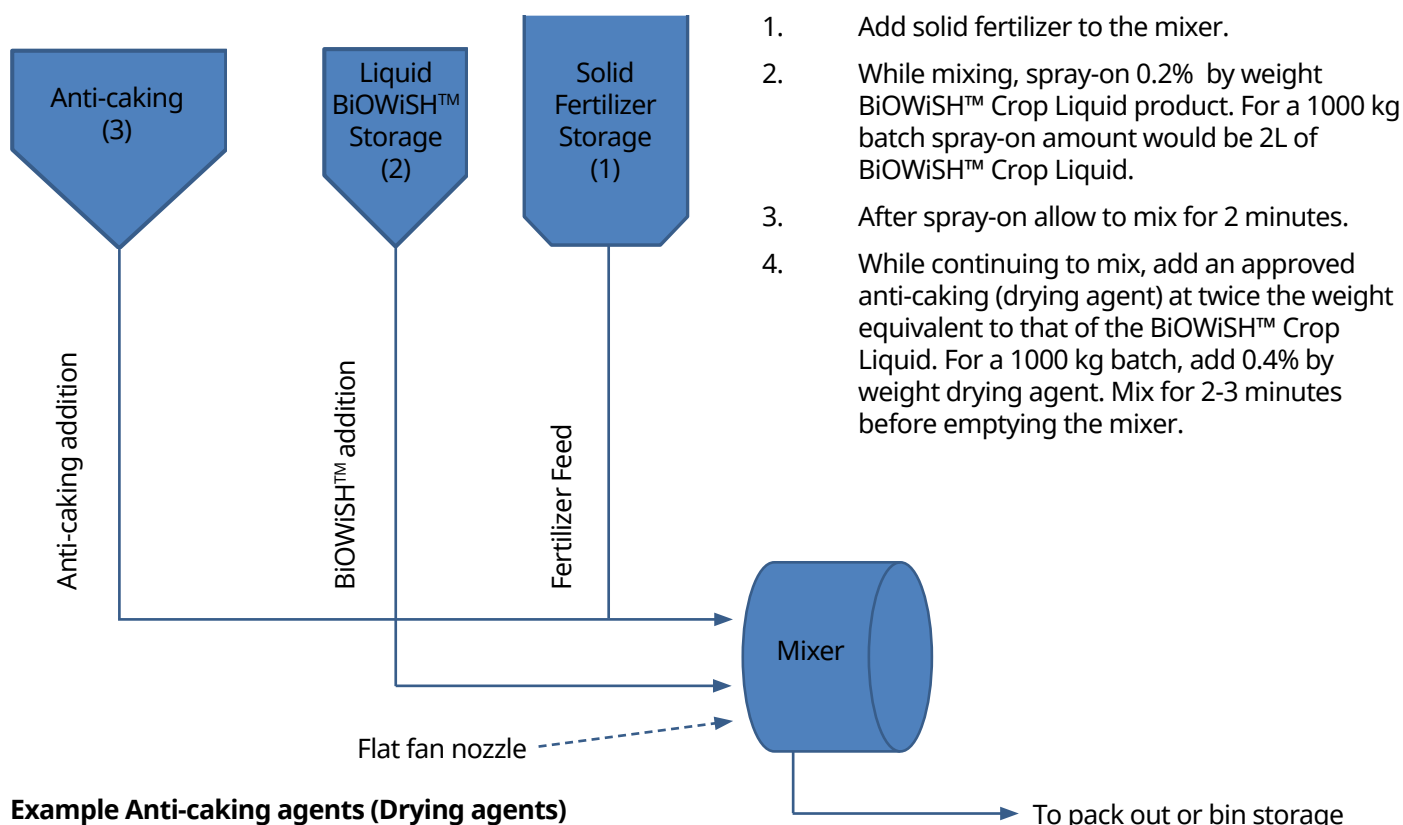 Anti-caking
(3)
Liquid
BiOWiSH™
Storage
(2)
Solid
Fertilizer
Storage
(1)
1. Add solid fertilizer to the mixer.
2. While mixing, spray-on 0.2% by weight
BiOWiSH™ Crop Liquid product. For a 1000 kg
batch spray-on amount would be 2L of
BiOWiSH™ Crop Liquid.
3. After spray-on allow to mix for 2 minutes.
4. While continuing to mix, add an approved
anti-caking (drying agent) at twice the weight
equivalent to that of the BiOWiSH™ Crop
Liquid. For a 1000 kg batch, add 0.4% by
weight drying agent. Mix for 2-3 minutes
before emptying the mixer.
Anti-caking addition
BiOWiSH™ addition
Fertilizer Feed
Mixer
Flat fan nozzle
Example Anti-caking agents (Drying agents)
To pack out or bin storage